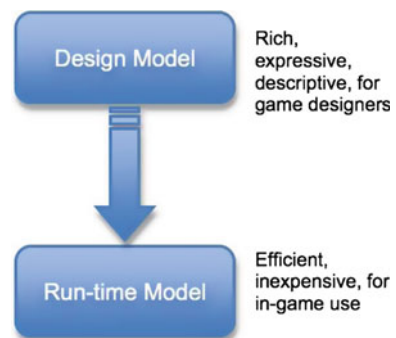 Design Model
Rich,
expressive,
descriptive, for
game designers
Run-time Model
Efficient,
inexpensive, for
in-game use